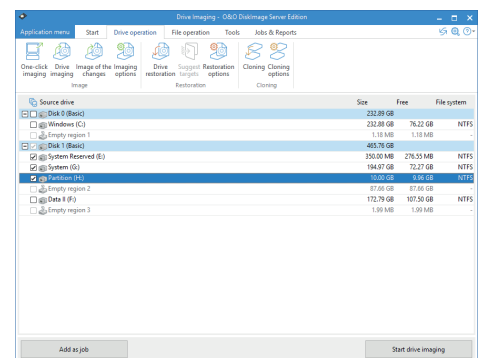 Drive Imaging - O&O DiskImage Server Edition
Application menu Start Drive operation File operation Tools Jobs & Reports
One-click imaging
Drive imaging
Image of the changes
Imaging options
Drive restoration
Suggest targets
Restoration options
Cloning
Cloning options
Image Restoration Cloning
Source drive Size Free File system
Disk 0 (Basic) 232.89 GB
Windows (C:) 232.88 GB 76.22 GB NTFS
Empty region 1 1.18 MB 1.18 MB -
Disk 1 (Basic) 465.76 GB
System Reserved (E:) 350.00 MB 276.55 MB NTFS
System (G:) 194.97 GB 72.27 GB NTFS
Partition (H:) 10.00 GB 9.96 GB NTFS
Empty region 2 87.66 GB 87.66 GB -
Data II (F:) 172.79 GB 107.50 GB NTFS
Empty region 3 1.99 MB 1.99 MB -
Add as job Start drive imaging